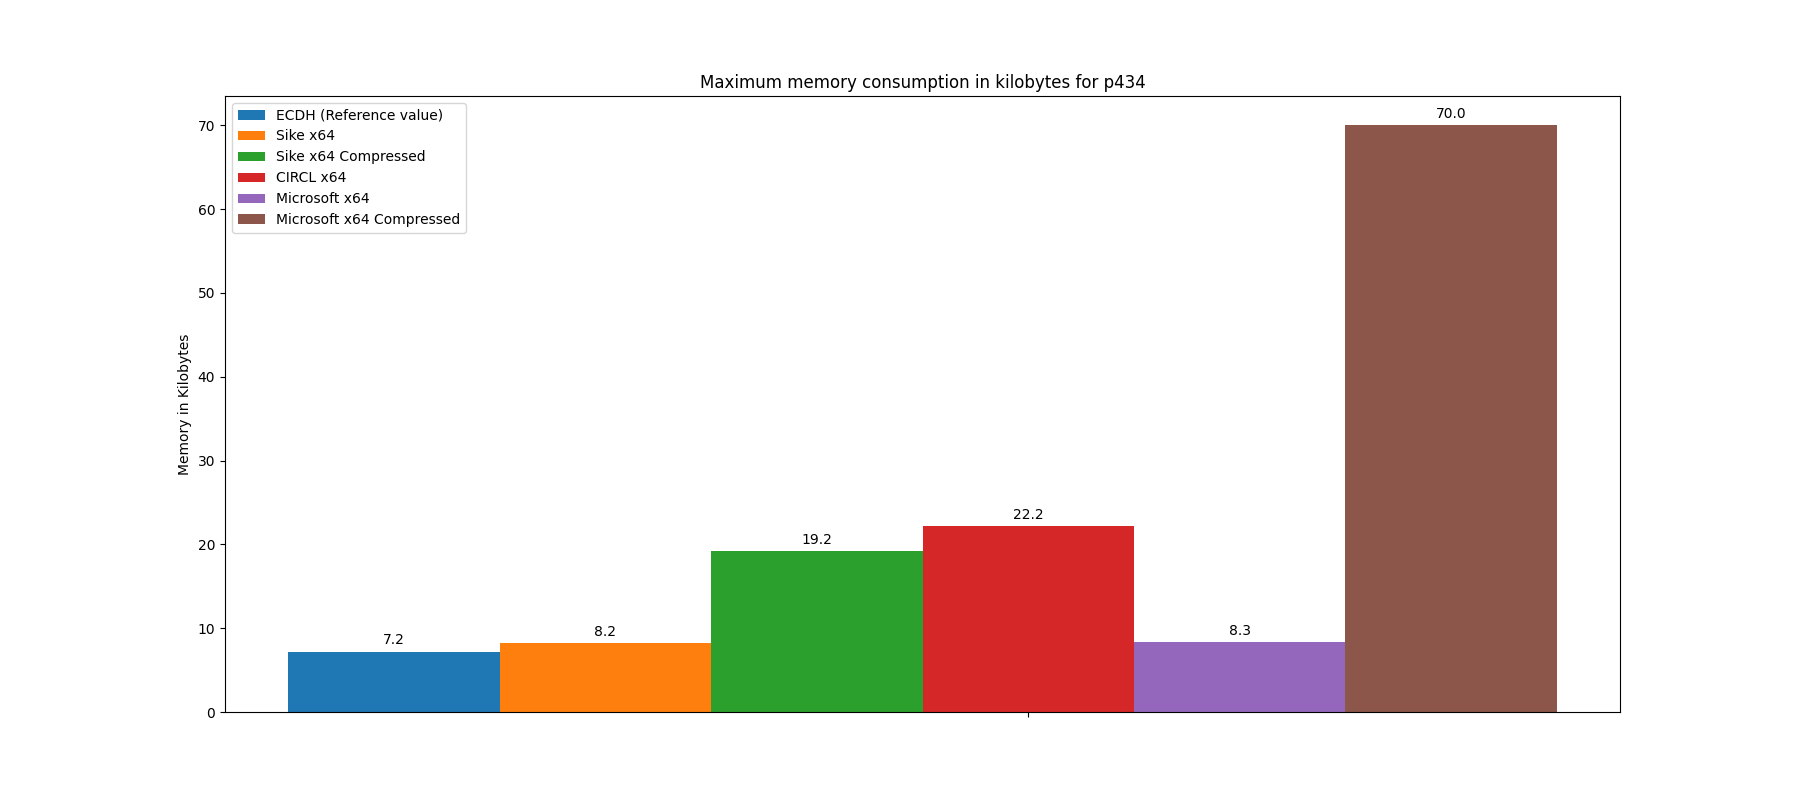 Maximum memory consumption in kilobytes for p434
ECDH (Reference value)
Sike x64
Sike x64 Compressed
CIRCL x64
Microsoft x64
Microsoft x64 Compressed
Memory in Kilobytes
70
60
50
40
30
20
10
0
7.2
8.2
19.2
22.2
8.3
70.0